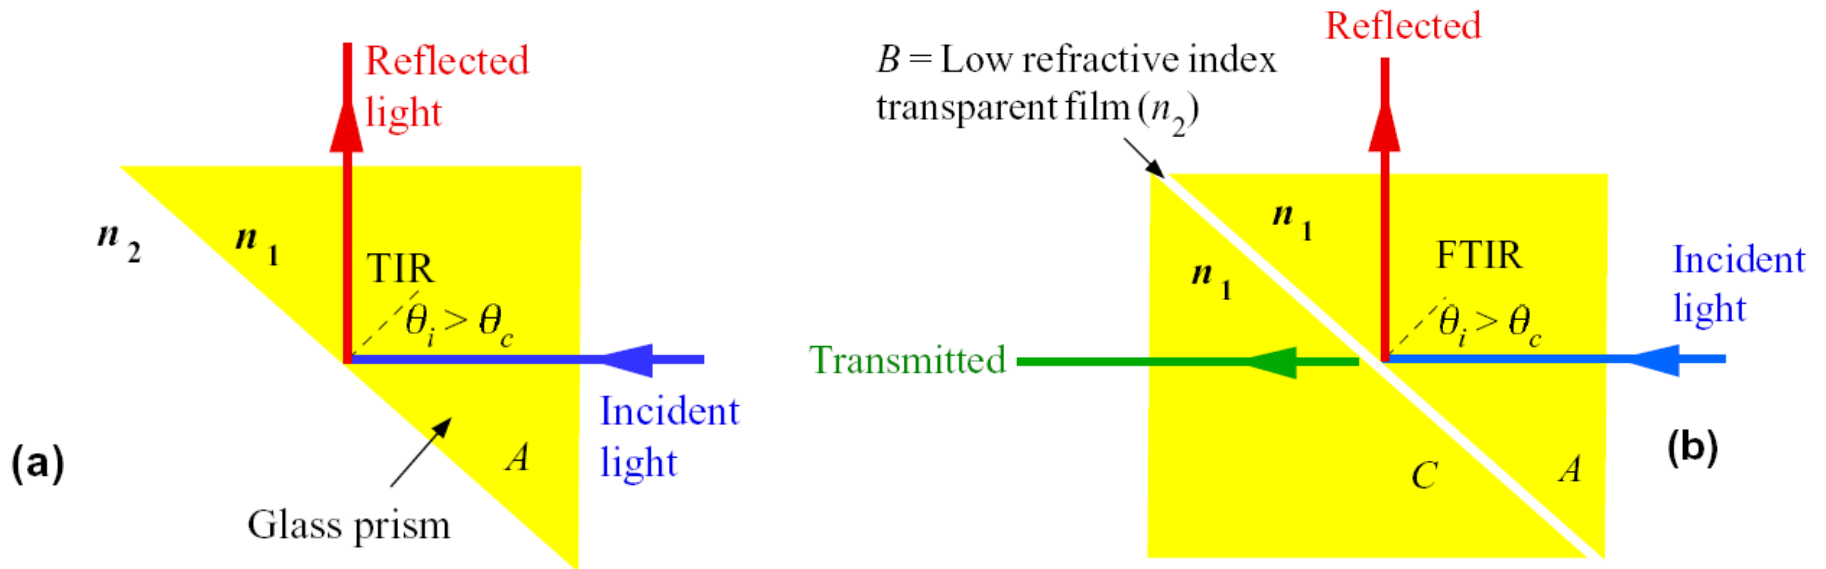 Reflected
light
n2
n1
TIR
θi > θc
Incident
light
A
Glass prism
(a)
B = Low refractive index
transparent film (n2)
Reflected
n1
n1
FTIR
θi > θc
Incident
light
Transmitted
C
A
(b)